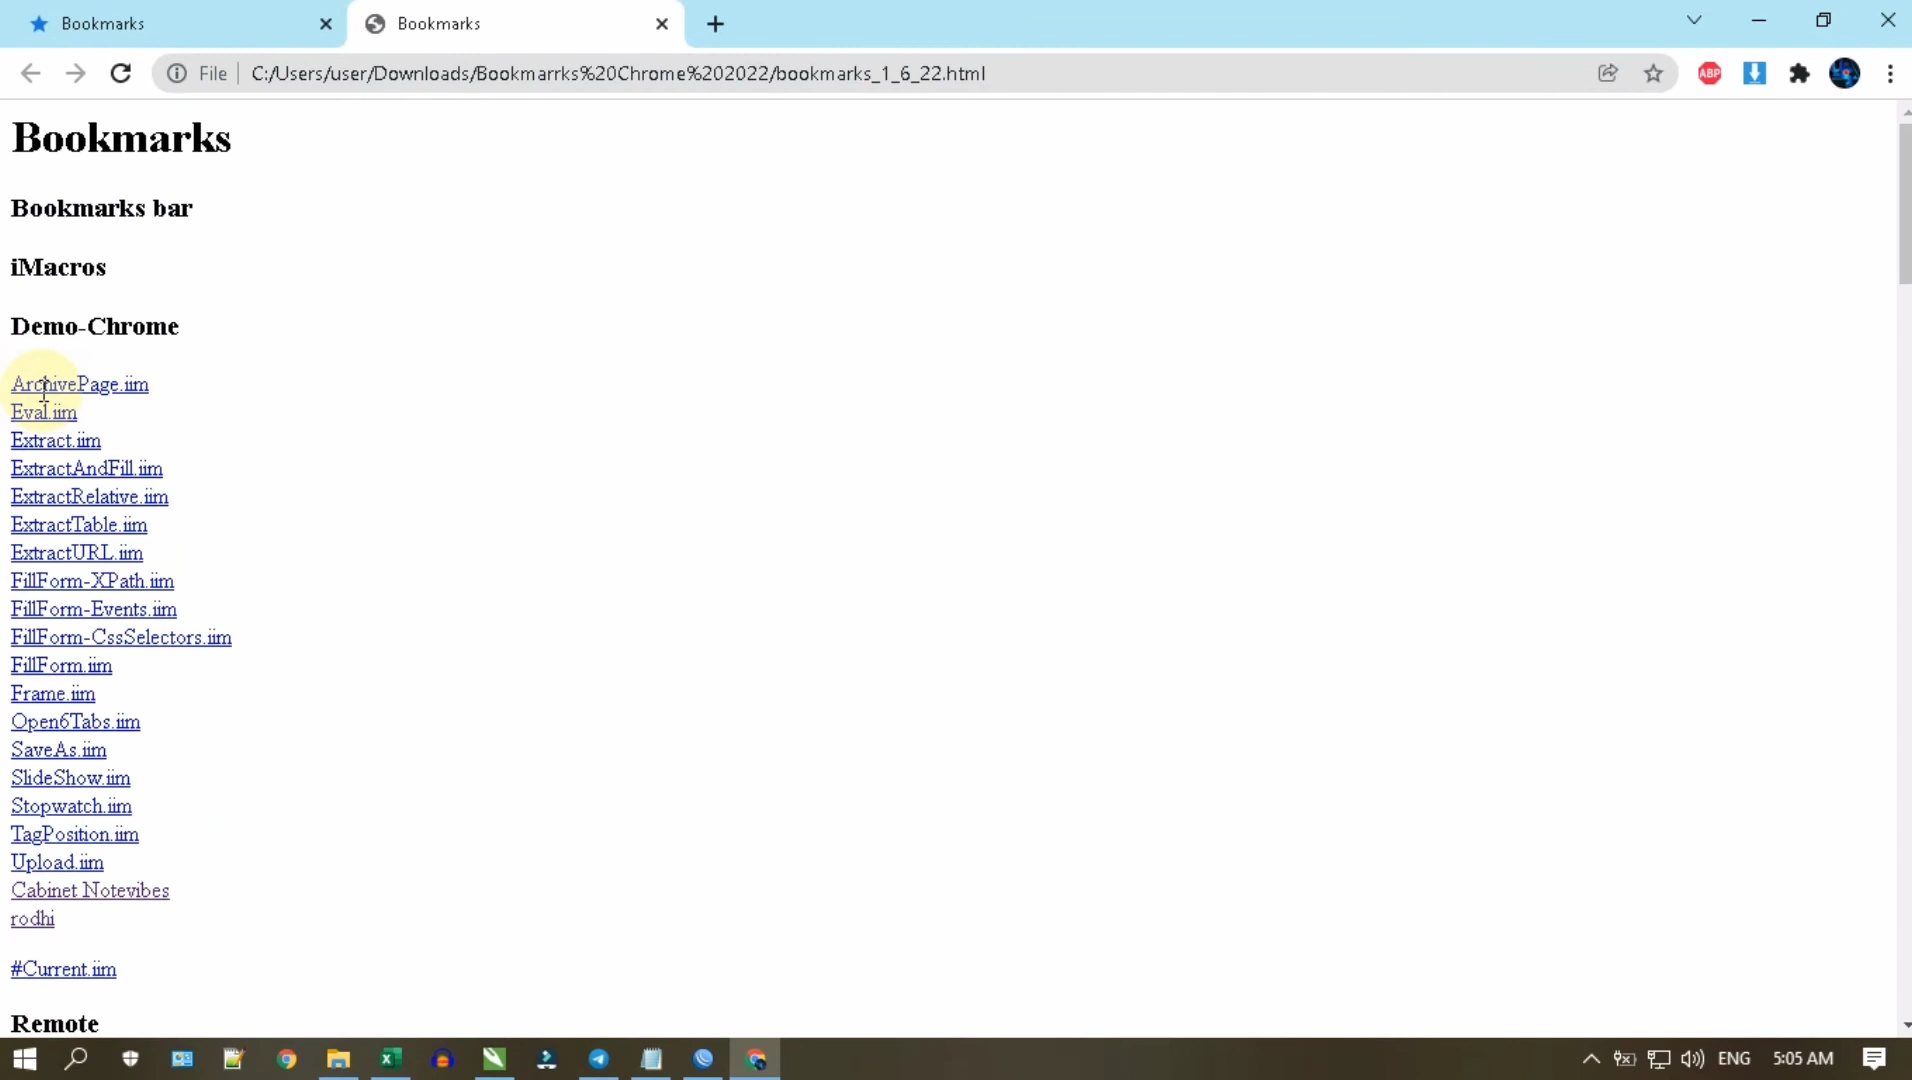 Bookmarks
Bookmarks
File
C:/Users/user/Downloads/Bookmarrks%20Chrome%202022/bookmarks_1_6_22.html
ABP
Bookmarks
Bookmarks bar
iMacros
Demo-Chrome
ArchivePage.iim
Eval.iim
Extract.iim
ExtractAndFill.iim
ExtractRelative.iim
ExtractTable.iim
ExtractURL.iim
FillForm-XPath.iim
FillForm-Events.iim
FillForm-CssSelectors.iim
FillForm.iim
Frame.iim
Open6Tabs.iim
SaveAs.iim
SlideShow.iim
Stopwatch.iim
TagPosition.iim
Upload.iim
Cabinet Notevibes
rodhi
#Current.iim
Remote
ENG 5:05 AM